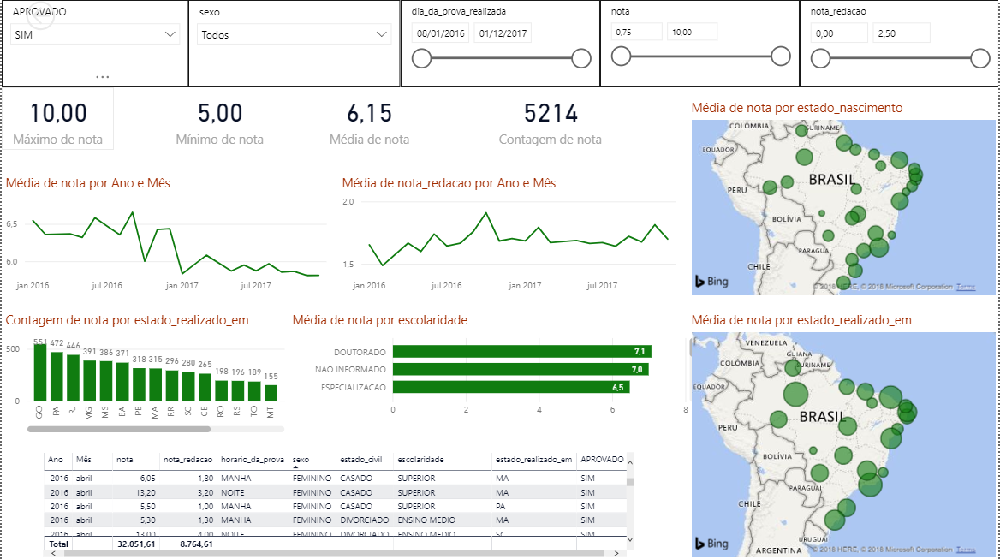 APROVADO
SIM
...
sexo
Todos
dia_da_prova_realizada
08/01/2016 01/12/2017
nota
0,75 10,00
nota_redacao
0,00 2,50
10,00
Máximo de nota
5,00
Mínimo de nota
6,15
Média de nota
5214
Contagem de nota
Média de nota por Ano e Mês
6,5
6,0
jan 2016 jul 2016 jan 2017 jul 2017
Média de nota_redacao por Ano e Mês
2,0
1,5
jan 2016 jul 2016 jan 2017 jul 2017
Média de nota por estado_nascimento
COLÔMBIA
SURINAME
EQUADOR
BRASIL
PERU
BOLÍVIA
PARAGUAI
CHILE
Bing
© 2018 HERE, © 2018 Microsoft Corporation Terms
Contagem de nota por estado_realizado_em
500
0
551 472 446 391 386 371 318 315 296 280 265 198 196 189 155
GO PA RJ MG MS BA PB MA RR SC CE RO RS TO MT
Média de nota por escolaridade
DOUTORADO 7,1
NAO INFORMADO 7,0
ESPECIALIZACAO 6,5
0 2 4 6 8
Média de nota por estado_realizado_em
VENEZUELA
GUIANA
COLÔMBIA
SURINAME
EQUADOR
BRASIL
PERU
BOLÍVIA
PARAGUAI
CHILE
URUGUAI
ARGENTINA
Bing
© 2018 HERE, © 2018 Microsoft Corporation Terms
Ano Mês nota nota_redacao horario_da_prova sexo estado_civil escolaridade estado_realizado_em APROVADO
2016 abril 6,05 1,80 MANHA FEMININO CASADO SUPERIOR MA SIM
2016 abril 13,20 3,20 NOITE FEMININO CASADO SUPERIOR MA SIM
2016 abril 5,50 1,00 MANHA FEMININO CASADO SUPERIOR PA SIM
2016 abril 5,30 1,30 MANHA FEMININO DIVORCIADO ENSINO MEDIO MA SIM
2016 abril 13,00 4,00 NOITE FEMININO DIVORCIADO ENSINO MEDIO SC SIM
Total 32.051,61 8.764,61